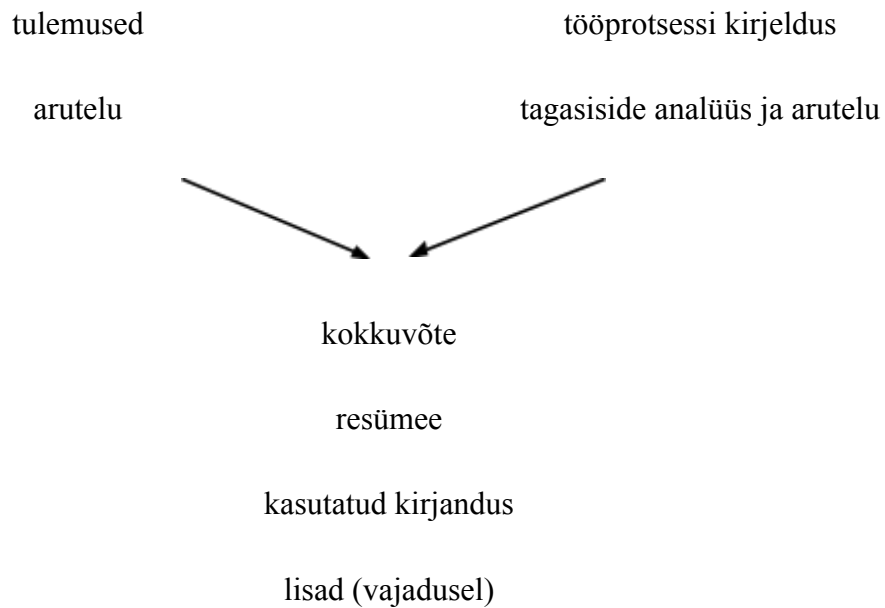 tulemused
arutelu
tööprotsessi kirjeldus
tagasiside analüüs ja arutelu
kokkuvõte
resümee
kasutatud kirjandus
lisad (vajadusel)